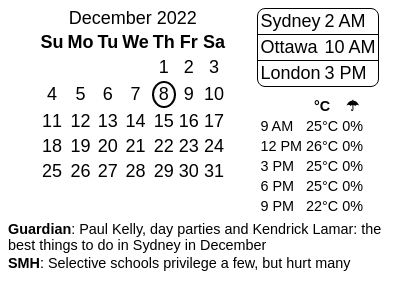 December 2022
Su Mo Tu We Th Fr Sa
1 2 3
4 5 6 7 8 9 10
11 12 13 14 15 16 17
18 19 20 21 22 23 24
25 26 27 28 29 30 31
Sydney 2 AM
Ottawa 10 AM
London 3 PM
°C ☂
9 AM 25°C 0%
12 PM 26°C 0%
3 PM 25°C 0%
6 PM 25°C 0%
9 PM 22°C 0%
Guardian: Paul Kelly, day parties and Kendrick Lamar: the
best things to do in Sydney in December
SMH: Selective schools privilege a few, but hurt many